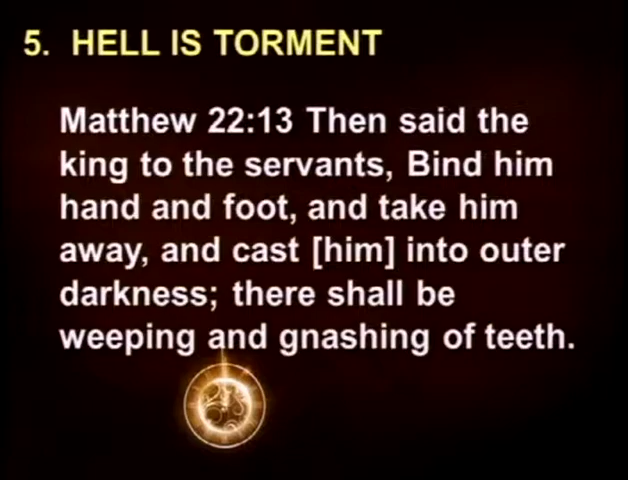 5. HELL IS TORMENT
Matthew 22:13 Then said the
king to the servants, Bind him
hand and foot, and take him
away, and cast [him] into outer
darkness; there shall be
weeping and gnashing of teeth.